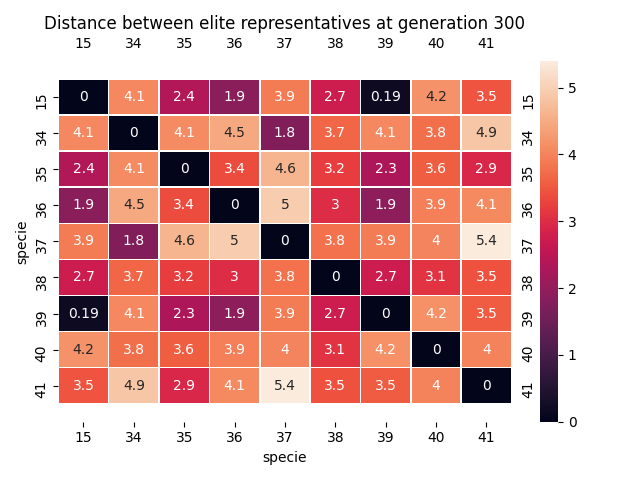 Distance between elite representatives at generation 300
15 34 35 36 37 38 39 40 41
15 0 4.1 2.4 1.9 3.9 2.7 0.19 4.2 3.5 15
34 4.1 0 4.1 4.5 1.8 3.7 4.1 3.8 4.9 34
35 2.4 4.1 0 3.4 4.6 3.2 2.3 3.6 2.9 35
36 1.9 4.5 3.4 0 5 3 1.9 3.9 4.1 36
37 3.9 1.8 4.6 5 0 3.8 3.9 4 5.4 37
38 2.7 3.7 3.2 3 3.8 0 2.7 3.1 3.5 38
39 0.19 4.1 2.3 1.9 3.9 2.7 0 4.2 3.5 39
40 4.2 3.8 3.6 3.9 4 3.1 4.2 0 4 40
41 3.5 4.9 2.9 4.1 5.4 3.5 3.5 4 0 41
15 34 35 36 37 38 39 40 41
specie
specie
5
4
3
2
1
0